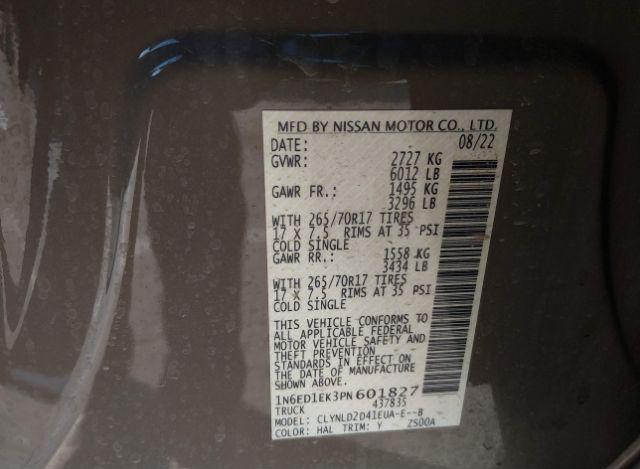 MFD BY NISSAN MOTOR CO., LTD.
DATE: 08/22
GVWR: 2727 KG
6012 LB
GAWR FR.: 1495 KG
3296 LB
WITH 265/70R17 TIRES
17 X 7.5 RIMS AT 35 PSI
COLD SINGLE
GAWR RR.: 1558 KG
3434 LB
WITH 265/70R17 TIRES
17 X 7.5 RIMS AT 35 PSI
COLD SINGLE
THIS VEHICLE CONFORMS TO
ALL APPLICABLE FEDERAL
MOTOR VEHICLE SAFETY AND
THEFT PREVENTION
STANDARDS IN EFFECT ON
THE DATE OF MANUFACTURE
SHOWN ABOVE.
1N6ED1EK3PN601827
TRUCK 437835
MODEL: CLYNLD2D41EUA-E--B
COLOR: HAL TRIM: Y ZS00A